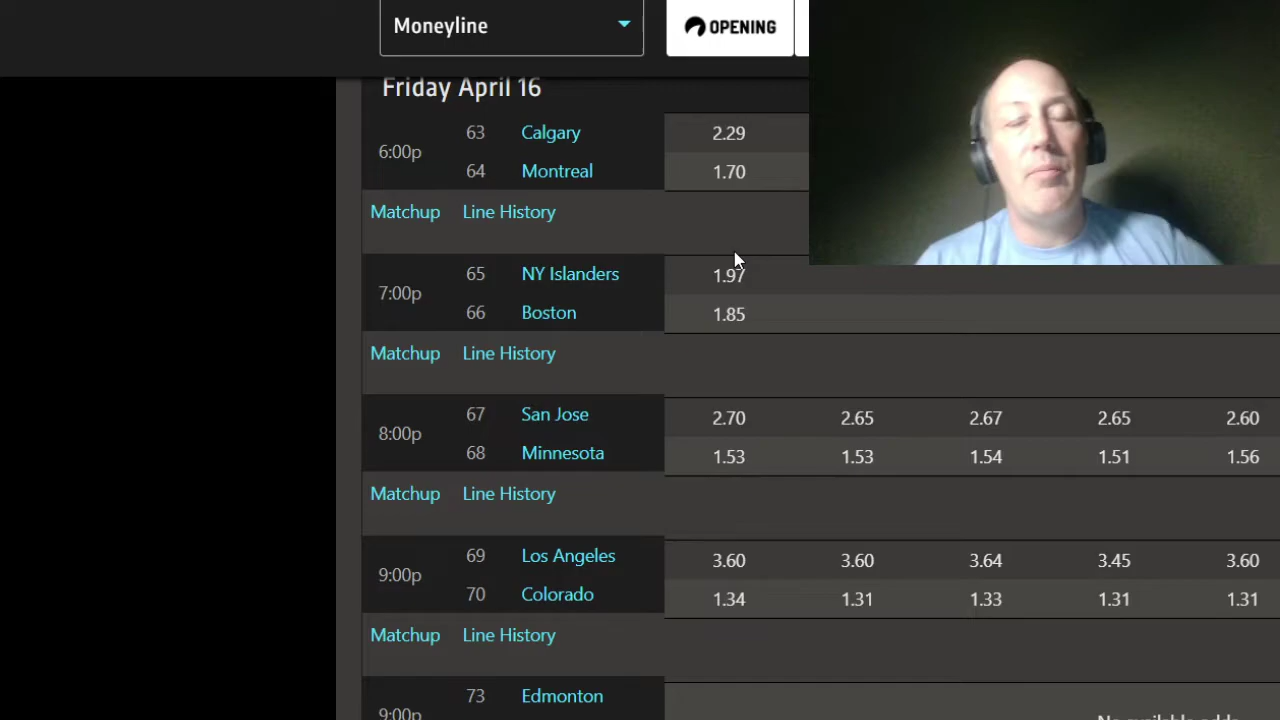 Moneyline
OPENING
Friday April 16
6:00p 63 Calgary 2.29
64 Montreal 1.70
Matchup Line History
7:00p 65 NY Islanders 1.97
66 Boston 1.85
Matchup Line History
8:00p 67 San Jose 2.70 2.65 2.67 2.65 2.60
68 Minnesota 1.53 1.53 1.54 1.51 1.56
Matchup Line History
9:00p 69 Los Angeles 3.60 3.60 3.64 3.45 3.60
70 Colorado 1.34 1.31 1.33 1.31 1.31
Matchup Line History
9:00p 73 Edmonton